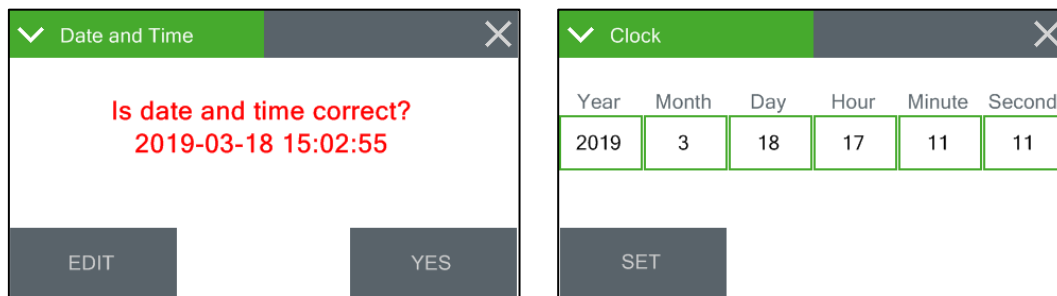 Date and Time
Is date and time correct?
2019-03-18 15:02:55
EDIT YES
Clock
Year Month Day Hour Minute Second
2019 3 18 17 11 11
SET